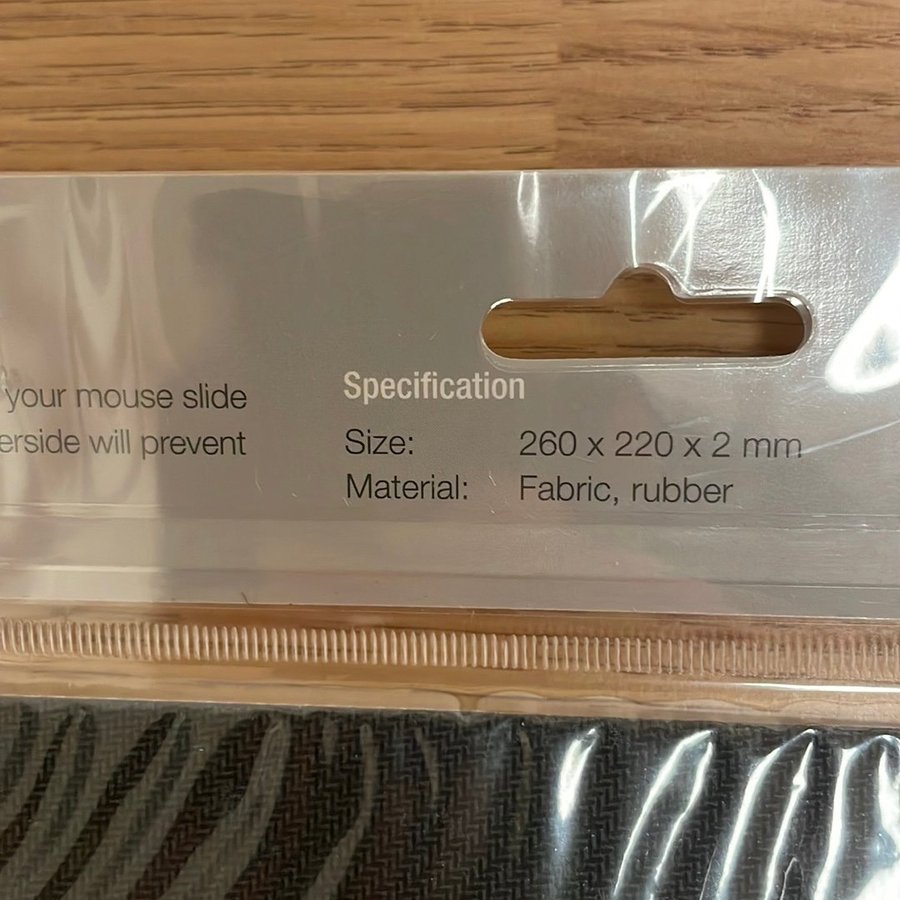 your mouse slide
erside will prevent
Specification
Size: 260 x 220 x 2 mm
Material: Fabric, rubber